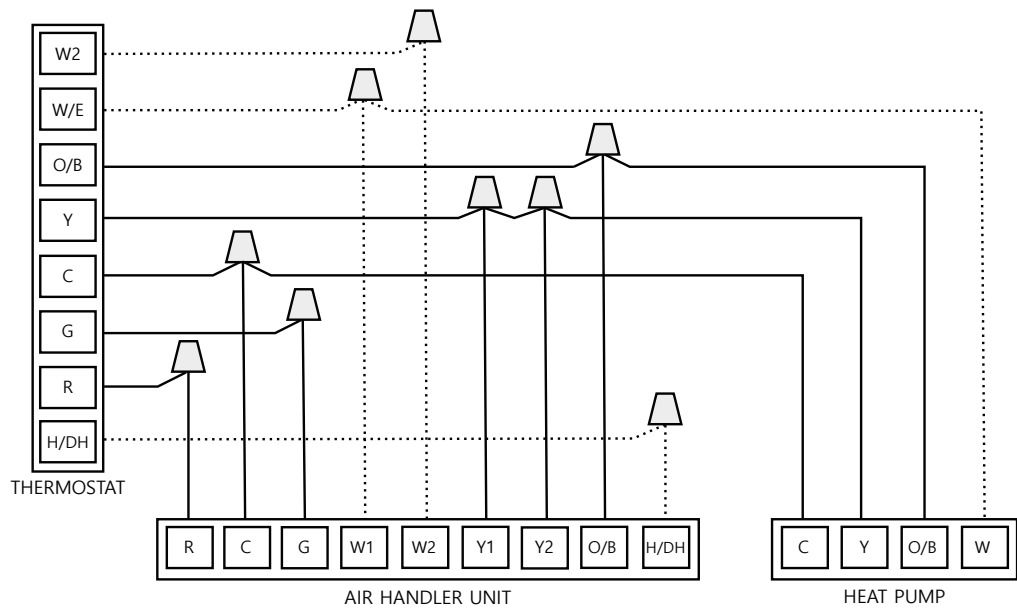 W2
W/E
O/B
Y
C
G
R
H/DH
THERMOSTAT
R C G W1 W2 Y1 Y2 O/B H/DH
AIR HANDLER UNIT
C Y O/B W
HEAT PUMP